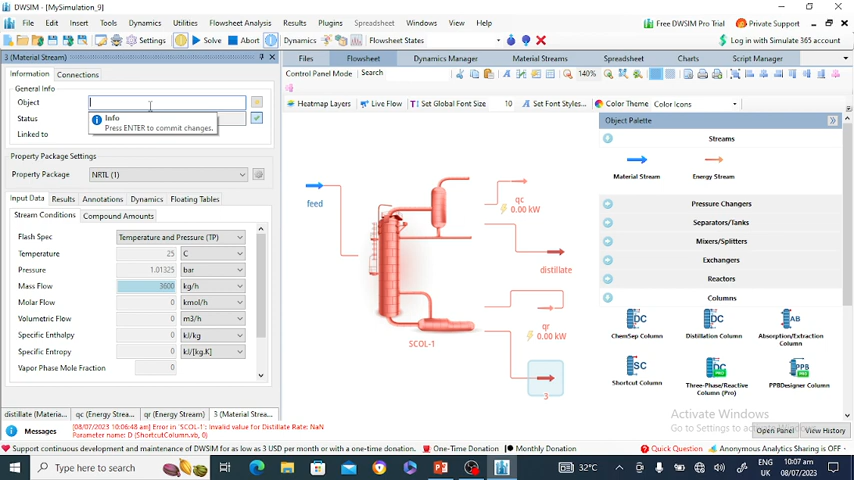 DWSIM - [MySimulation_9]
File Edit Insert Tools Dynamics Utilities Flowsheet Analysis Results Plugins Spreadsheet Windows View Help Free DWSIM Pro Trial Private Support
Settings Solve Abort Dynamics Flowsheet States Log in with Simulate 365 account
3 (Material Stream)
Files Flowsheet Dynamics Manager Material Streams Spreadsheet Charts Script Manager
Information Connections
Control Panel Mode Search 140%
General Info
Object
Heatmap Layers Live Flow Set Global Font Size 10 Set Font Styles... Color Theme Color Icons
Status
Info
Press ENTER to commit changes.
Linked to
Object Palette
Streams
Material Stream Energy Stream
Property Package Settings
Property Package NRTL (1)
Input Data Results Annotations Dynamics Floating Tables
Stream Conditions Compound Amounts
Flash Spec Temperature and Pressure (TP)
Temperature 25 C
Pressure 1.01325 bar
Mass Flow 3600 kg/h
Molar Flow 0 kmol/h
Volumetric Flow 0 m3/h
Specific Enthalpy 0 kJ/kg
Specific Entropy 0 kJ/[kg.K]
Vapor Phase Mole Fraction 0
feed
qc
0.00 kW
distillate
qr
0.00 kW
SCOL-1
3
Pressure Changers
Separators/Tanks
Mixers/Splitters
Exchangers
Reactors
Columns
ChemSep Column Distillation Column Absorption/Extraction Column
Shortcut Column Three-Phase/Reactive Column (Pro) PPBDesigner Column
Activate Windows
Go to Settings to activate Windows.
distillate (Materia... qc (Energy Strea... qr (Energy Stream) 3 (Material Strea...
Messages [08/07/2023 10:06:48 am] Error in 'SCOL-1': Invalid value for Distillate Rate: NaN
Parameter name: D (ShortcutColumn.vb, 0)
Open Panel View History
Support continuous development and maintenance of DWSIM for as low as 3 USD per month or with a one-time donation. One-Time Donation Monthly Donation Quick Question Anonymous Analytics Sharing is OFF
Type here to search 32°C ENG UK 10:07 am 08/07/2023